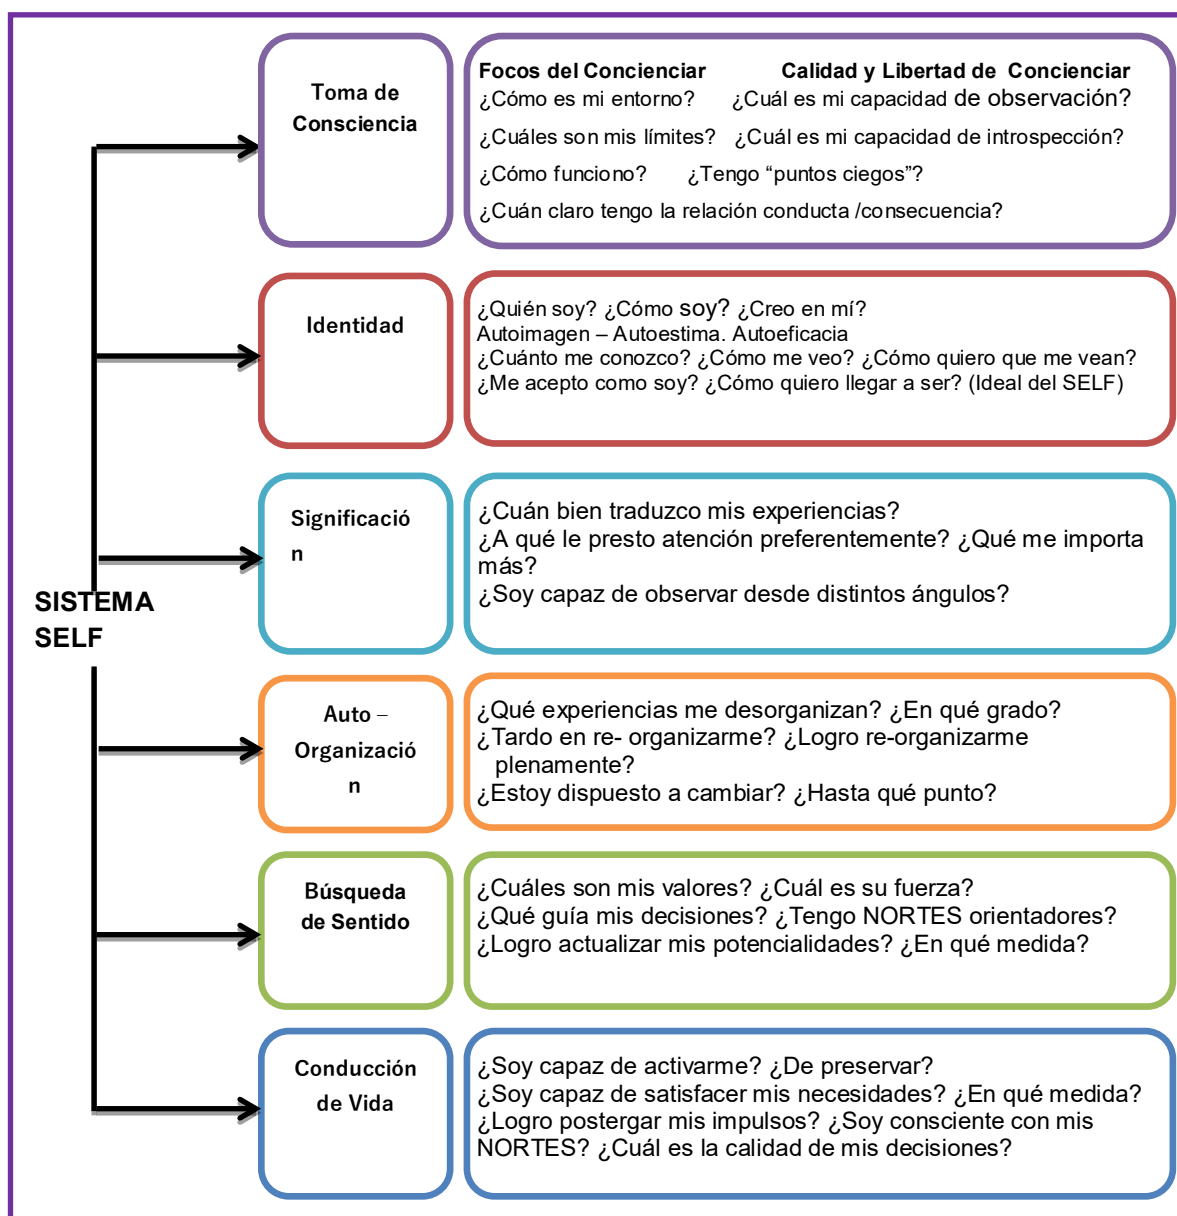 SISTEMA
SELF
Toma de
Consciencia
Focos del Concienciar Calidad y Libertad de Concienciar
¿Cómo es mi entorno? ¿Cuál es mi capacidad de observación?
¿Cuáles son mis límites? ¿Cuál es mi capacidad de introspección?
¿Cómo funciono? ¿Tengo “puntos ciegos”?
¿Cuán claro tengo la relación conducta /consecuencia?
Identidad
¿Quién soy? ¿Cómo soy? ¿Creo en mí?
Autoimagen – Autoestima. Autoeficacia
¿Cuánto me conozco? ¿Cómo me veo? ¿Cómo quiero que me vean?
¿Me acepto como soy? ¿Cómo quiero llegar a ser? (Ideal del SELF)
Significació
n
¿Cuán bien traduzco mis experiencias?
¿A qué le presto atención preferentemente? ¿Qué me importa
más?
¿Soy capaz de observar desde distintos ángulos?
Auto –
Organizació
n
¿Qué experiencias me desorganizan? ¿En qué grado?
¿Tardo en re- organizarme? ¿Logro re-organizarme
plenamente?
¿Estoy dispuesto a cambiar? ¿Hasta qué punto?
Búsqueda
de Sentido
¿Cuáles son mis valores? ¿Cuál es su fuerza?
¿Qué guía mis decisiones? ¿Tengo NORTES orientadores?
¿Logro actualizar mis potencialidades? ¿En qué medida?
Conducción
de Vida
¿Soy capaz de activarme? ¿De preservar?
¿Soy capaz de satisfacer mis necesidades? ¿En qué medida?
¿Logro postergar mis impulsos? ¿Soy consciente con mis
NORTES? ¿Cuál es la calidad de mis decisiones?